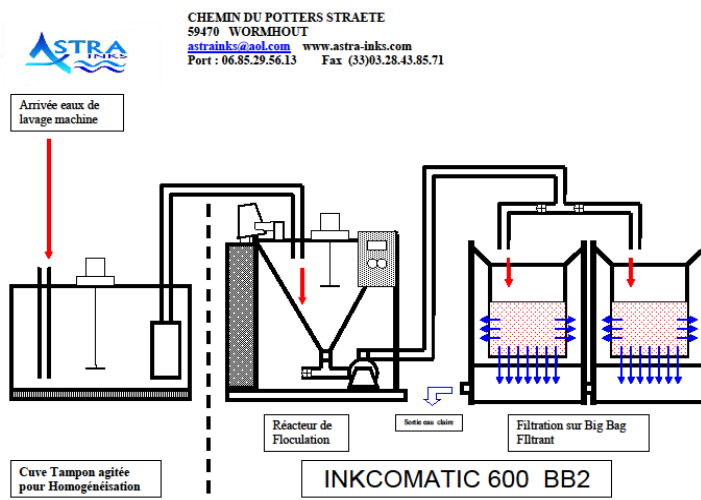 CHEMIN DU POTTERS STRAETE
59470 WORMHOUT
astrainks@aol.com www.astra-inks.com
Port : 06.85.29.56.13 Fax (33)03.28.43.85.71
ASTRA
INKS
Arrivée eaux de
lavage machine
Réacteur de
Floculation
Sortie eau claire
Filtration sur Big Bag
FIltrant
Cuve Tampon agitée
pour Homogénéisation
INKCOMATIC 600 BB2